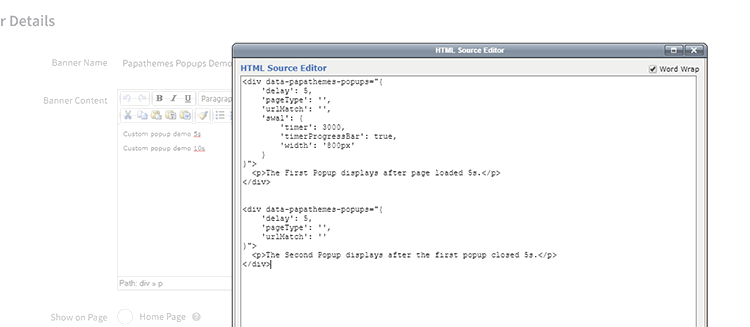 r Details
Banner Name
Papathemes Popups Demo
Banner Content
B I U Paragrap
Custom popup demo 5s
Custom popup demo 10s
Path: div » p
Show on Page
Home Page
HTML Source Editor
HTML Source Editor
Word Wrap
<div data-papathemes-popups="{
'delay': 5,
'pageType': '',
'urlMatch': '',
'swal': {
'timer': 3000,
'timerProgressBar': true,
'width': '800px'
}
}">
<p>The First Popup displays after page loaded 5s.</p>
</div>
<div data-papathemes-popups="{
'delay': 5,
'pageType': '',
'urlMatch': ''
}">
<p>The Second Popup displays after the first popup closed 5s.</p>
</div>